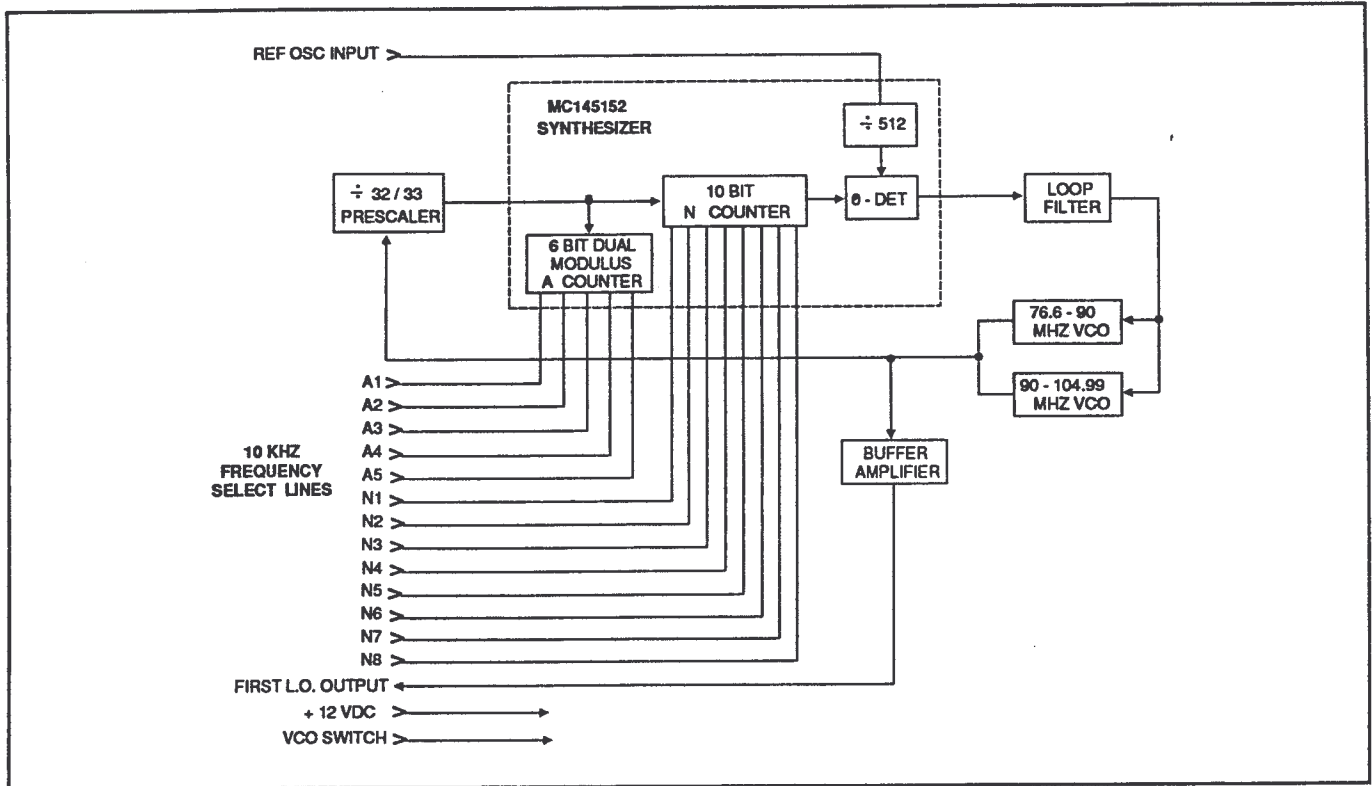 REF OSC INPUT
MC145152
SYNTHESIZER
÷ 512
÷ 32 / 33
PRESCALER
10 BIT
N COUNTER
θ - DET
LOOP
FILTER
6 BIT DUAL
MODULUS
A COUNTER
76.6 - 90
MHZ VCO
90 - 104.99
MHZ VCO
BUFFER
AMPLIFIER
10 KHZ
FREQUENCY
SELECT LINES
A1
A2
A3
A4
A5
N1
N2
N3
N4
N5
N6
N7
N8
FIRST L.O. OUTPUT
+ 12 VDC
VCO SWITCH